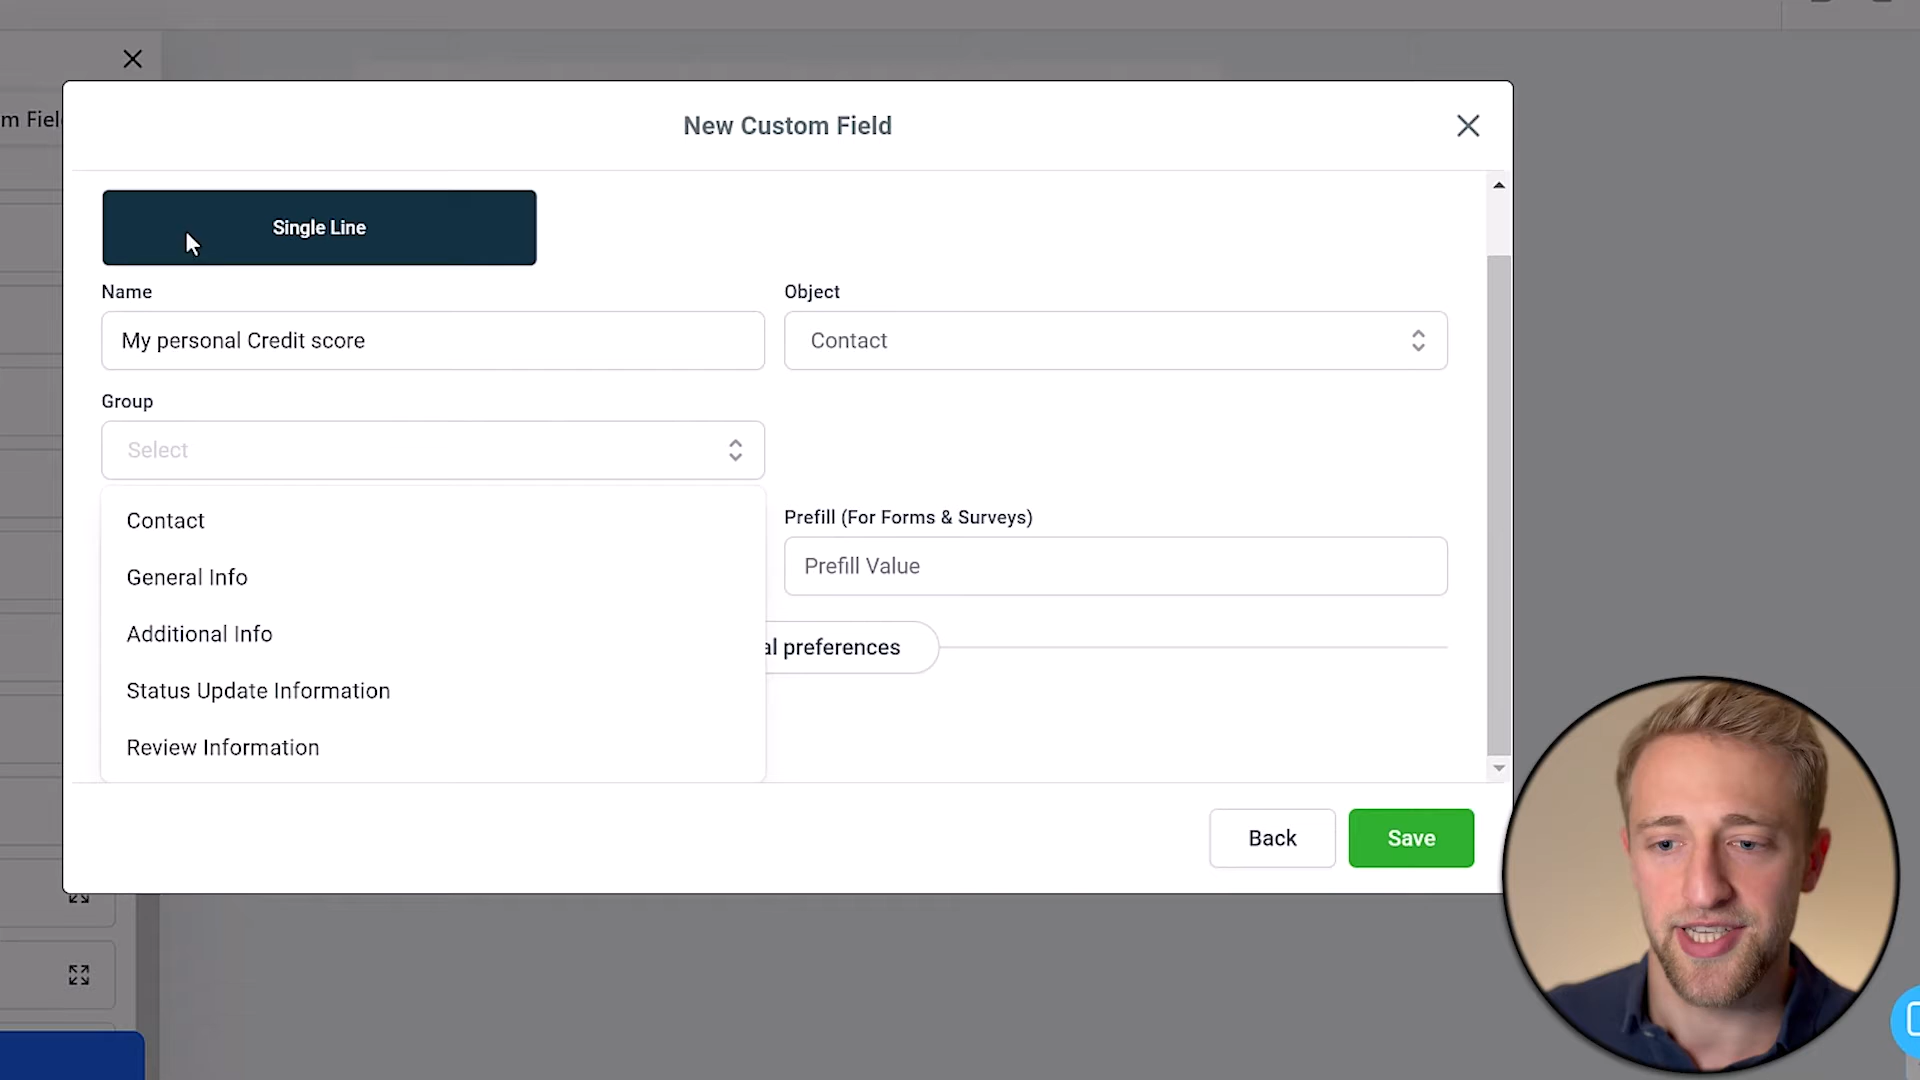 m Fiel
New Custom Field
Single Line
Name
Object
My personal Credit score
Contact
Group
Select
Contact
Prefill (For Forms & Surveys)
General Info
Prefill Value
Additional Info
al preferences
Status Update Information
Review Information
Back
Save